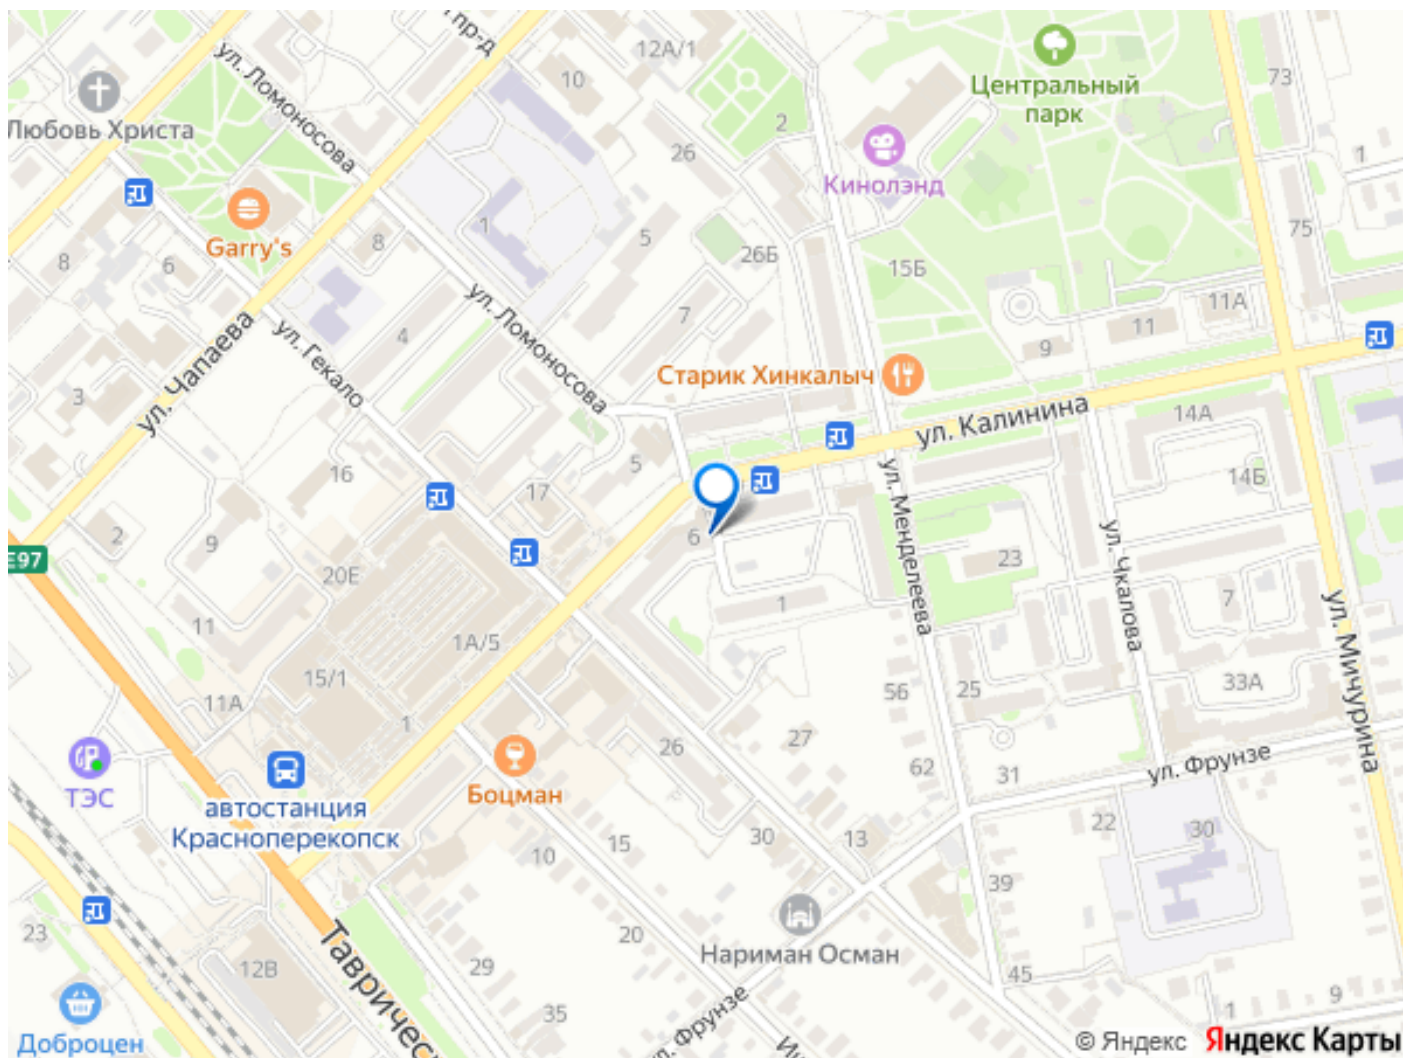 пр-д
12А/1
10
73
ул. Ломоносова
Центральный
парк
Любовь Христа
2
26
1
Кинолэнд
Garry's
8
1
5
26Б
75
8
6
15Б
7
11А
11
ул. Ломоносова
4
9
ул. Чапаева
ул. Гекало
3
Старик Хинкалыч
ул. Калинина
14А
16
5
17
14Б
2
9
6
E97
20Е
ул. Менделеева
23
ул. Чкалова
1
7
11
1А/5
ул. Мичурина
15/1
11А
56
25
33А
1
26
27
62
31
ул. Фрунзе
ТЭС
автостанция
Красноперекопск
Боцман
10
15
30
13
22
30
39
Нариман Осман
23
20
12В
29
45
Тавричес
35
ул. Фрунзе
1
9
Доброцен
© Яндекс Яндекс Карты